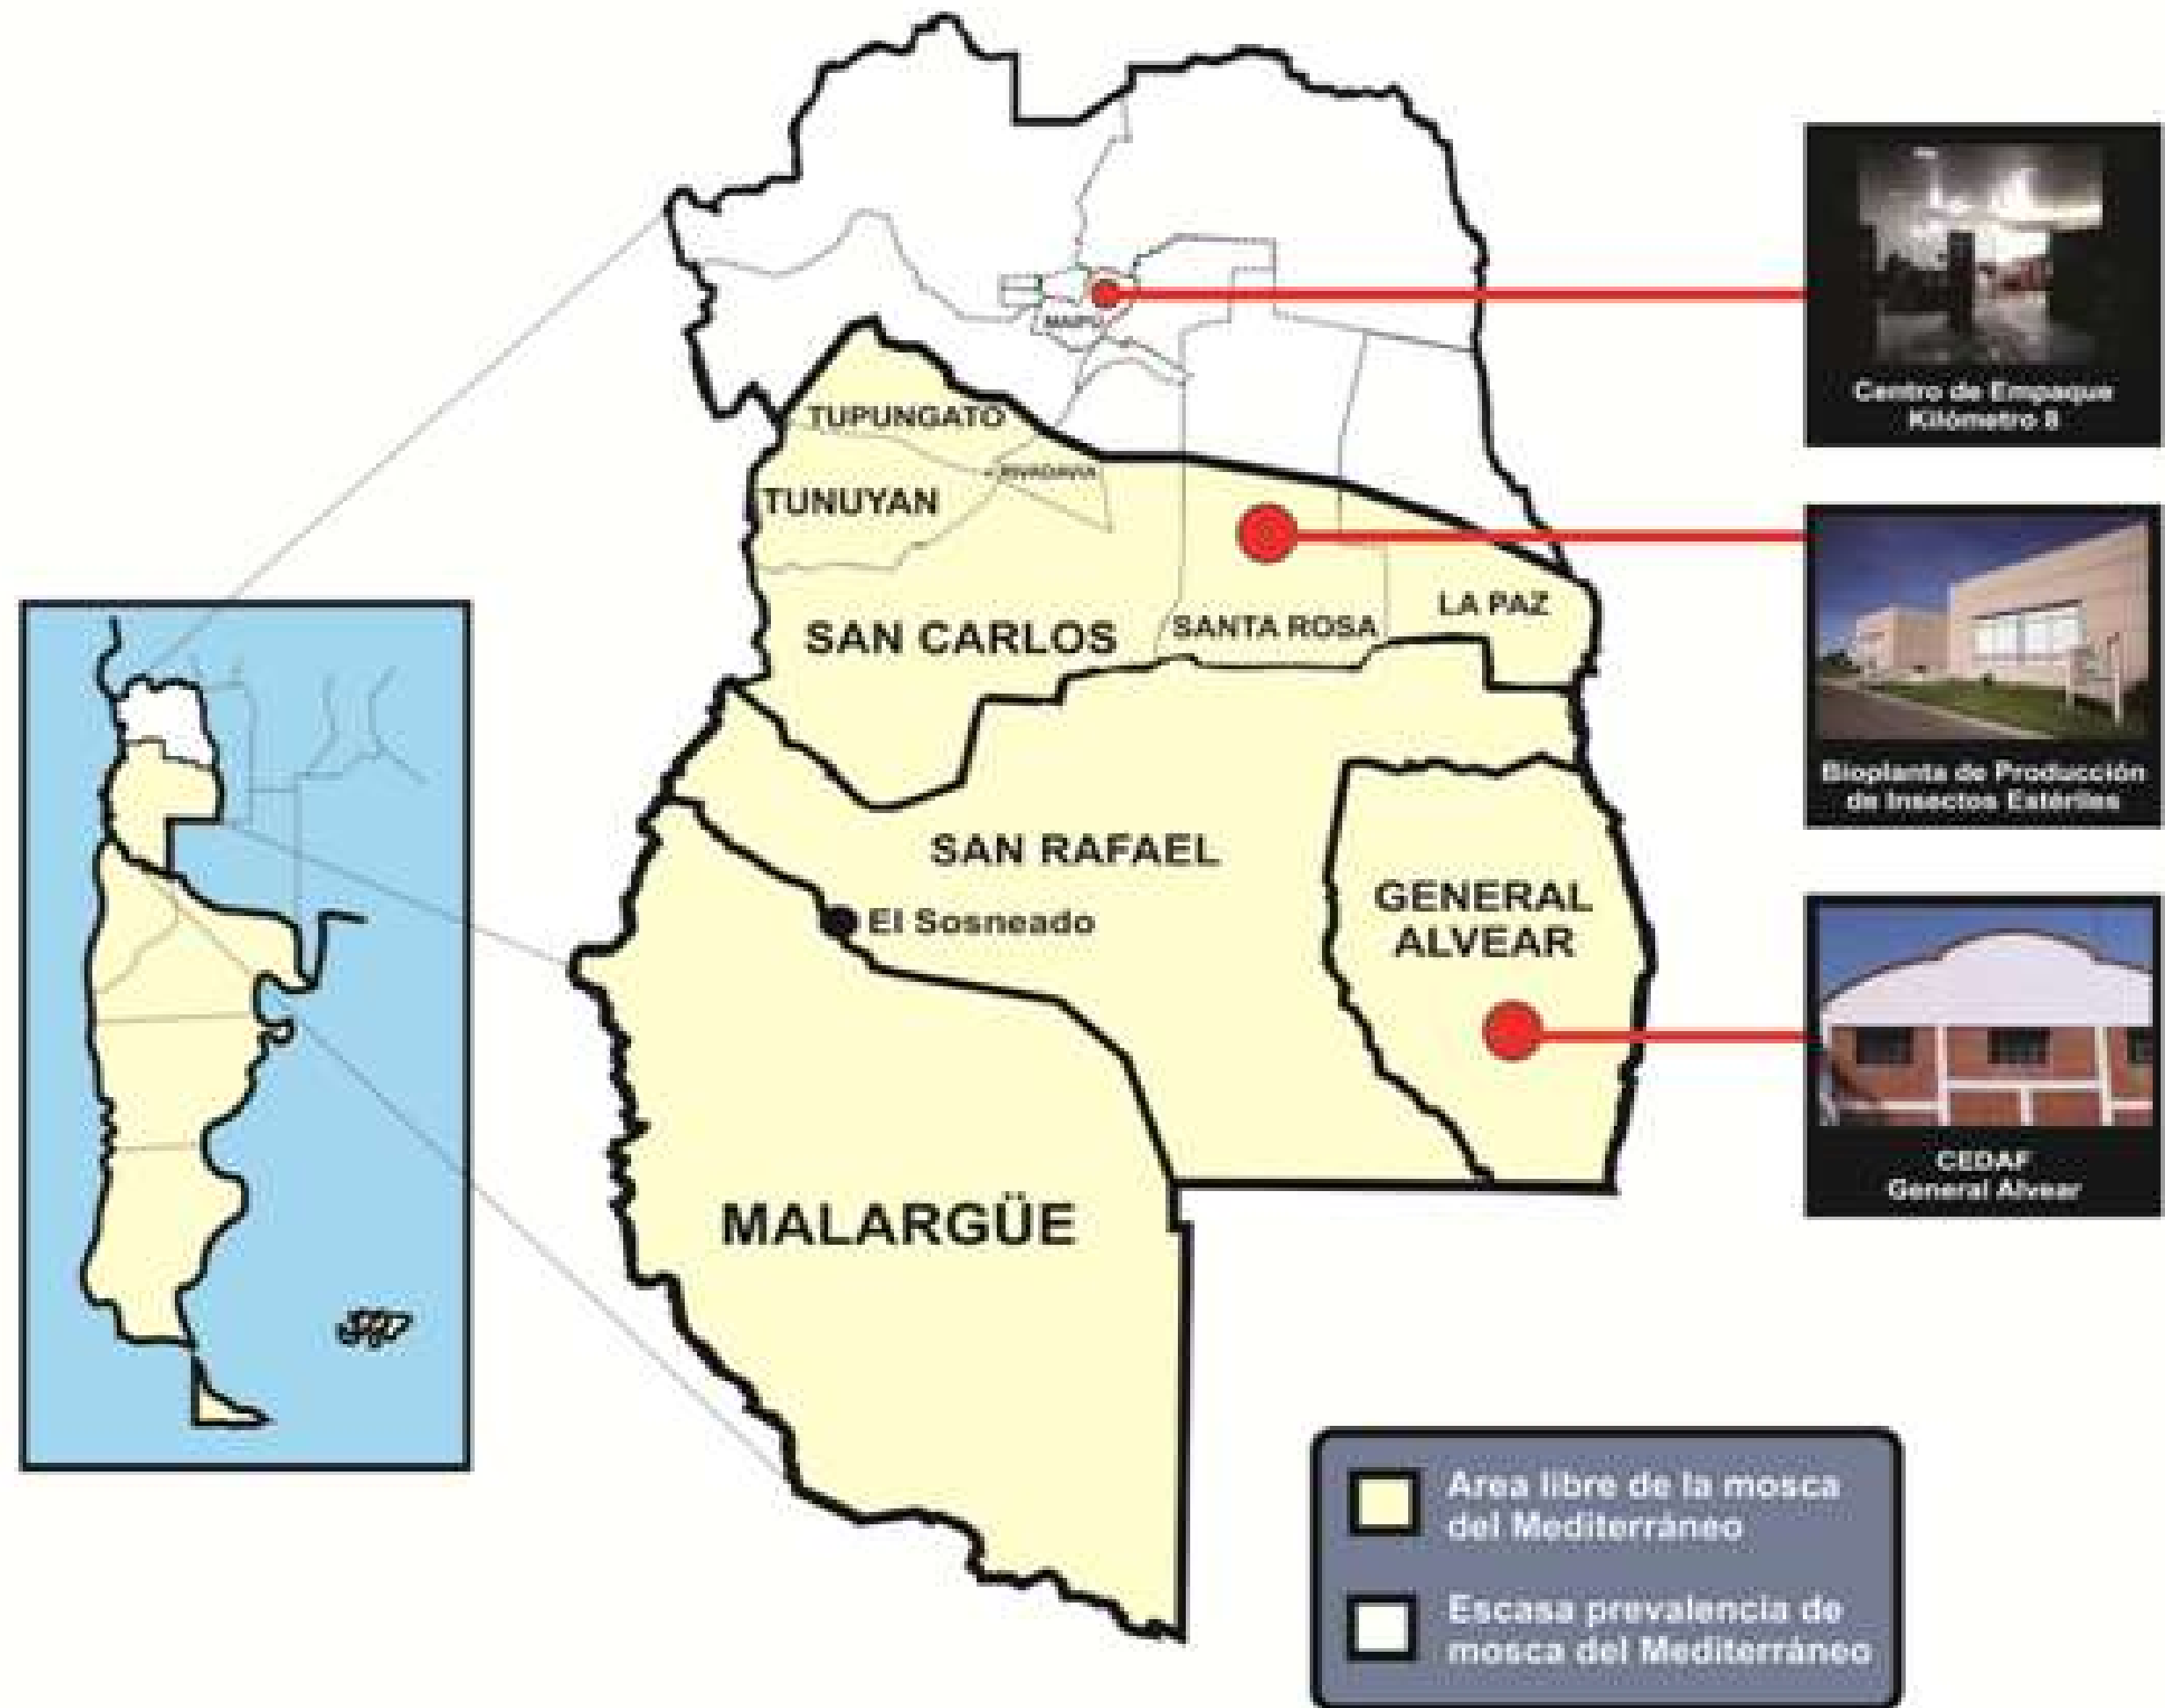 MAIPU
TUPUNGATO
RIVADAVIA
TUNUYAN
SAN CARLOS
SANTA ROSA
LA PAZ
SAN RAFAEL
El Sosneado
GENERAL
ALVEAR
MALARGÜE
Centro de Empaque
Kilómetro 8
Bioplanta de Producción
de Insectos Estériles
CEDAF
General Alvear
Area libre de la mosca
del Mediterráneo
Escasa prevalencia de
mosca del Mediterráneo